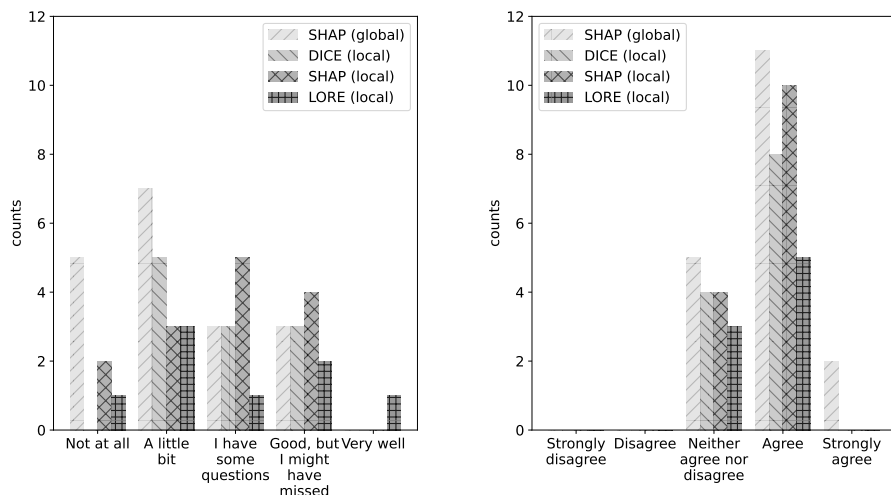 12
10
8
6
4
2
0
counts
SHAP (global)
DICE (local)
SHAP (local)
LORE (local)
Not at all
A little
bit
I have
some
questions
Good, but
I might
have
missed
Very well
12
10
8
6
4
2
0
counts
SHAP (global)
DICE (local)
SHAP (local)
LORE (local)
Strongly
disagree
Disagree
Neither
agree nor
disagree
Agree
Strongly
agree